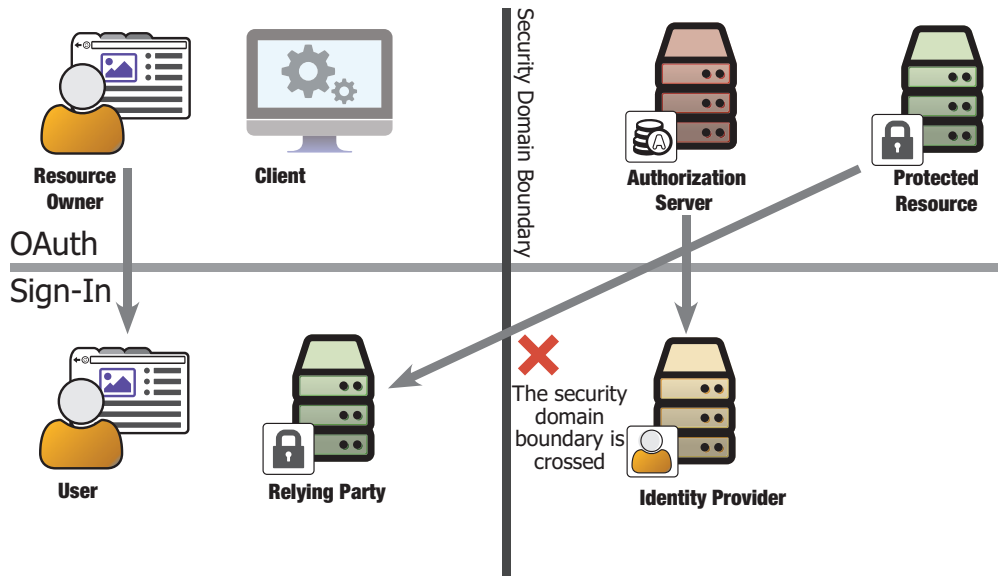 Security Domain Boundary
Resource
Owner
Client
Authorization
Server
Protected
Resource
A
OAuth
Sign-In
The security
domain
boundary is
crossed
User
Relying Party
Identity Provider